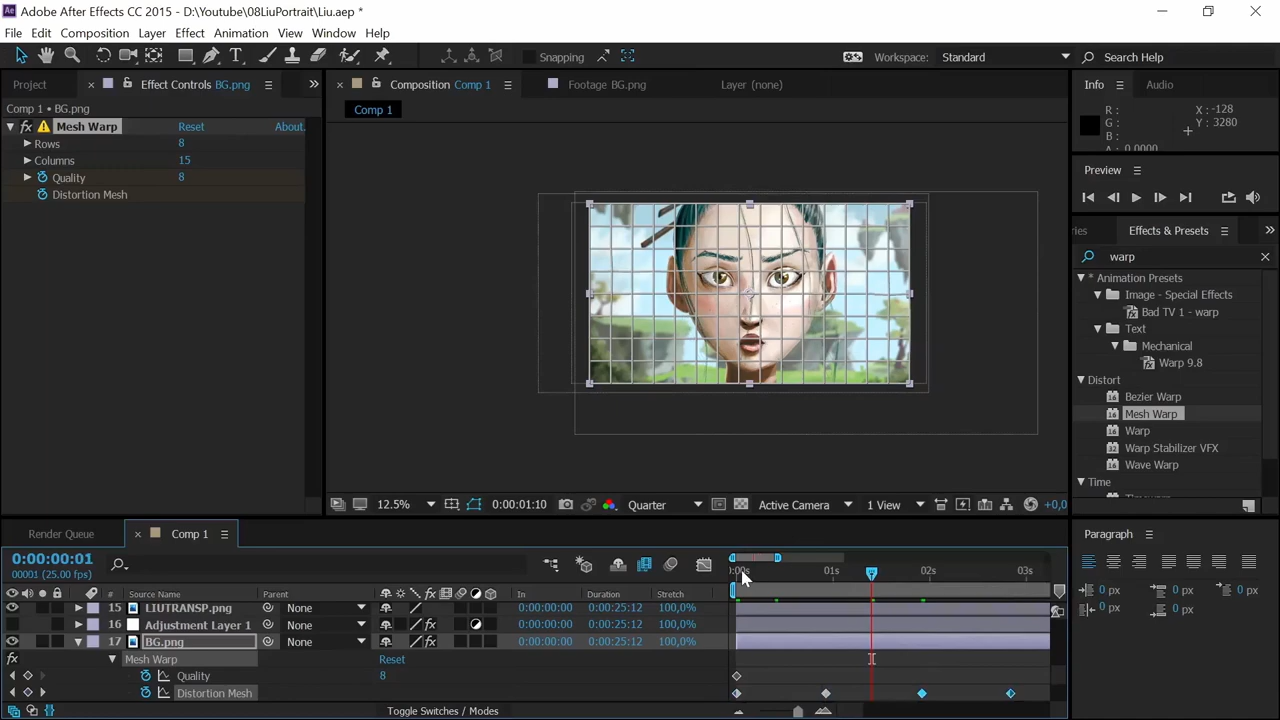 Adobe After Effects CC 2015 - D:\Youtube\08LiuPortrait\Liu.aep *
File Edit Composition Layer Effect Animation View Window Help
Snapping
Workspace: Standard
Search Help
Project
Effect Controls BG.png
Composition Comp 1
Footage BG.png
Layer (none)
Info
Audio
Comp 1 • BG.png
Comp 1
R :
G :
B :
A : 0.0000
X : -128
Y : 3280
fx Mesh Warp Reset About.
Rows 8
Columns 15
Quality 8
Distortion Mesh
Preview
Effects & Presets
warp
* Animation Presets
Image - Special Effects
Bad TV 1 - warp
Text
Mechanical
Warp 9.8
Distort
Bezier Warp
Mesh Warp
Warp
Warp Stabilizer VFX
Wave Warp
Time
12.5%
0:00:01:10
Quarter
Active Camera
1 View
+0,0
Render Queue
Comp 1
Paragraph
0:00:00:01
00001 (25.00 fps)
01s 02s 03s
# Source Name Parent In Duration Stretch
15 LIUTRANSP.png None 0:00:00:00 0:00:25:12 100,0%
16 Adjustment Layer 1 None 0:00:00:00 0:00:25:12 100,0%
17 BG.png None 0:00:00:00 0:00:25:12 100,0%
Mesh Warp Reset
Quality 8
Distortion Mesh
Toggle Switches / Modes
0 px
0 px
0 px
0 px
0 px